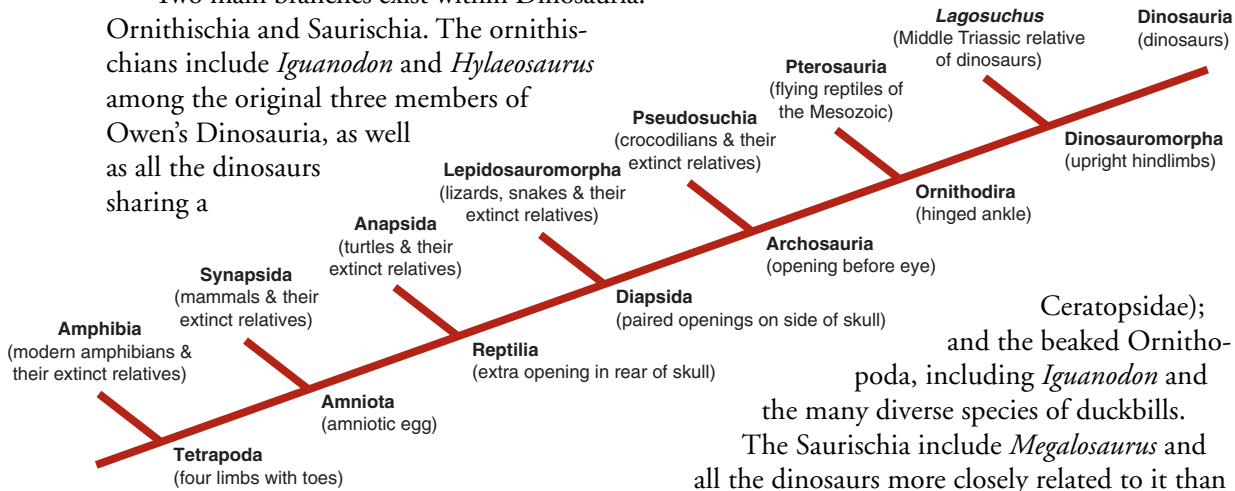 Two main branches exist within Dinosauria:
Ornithischia and Saurischia. The ornithis-
chians include Iguanodon and Hylaeosaurus
among the original three members of
Owen's Dinosauria, as well
as all the dinosaurs
sharing a
Amphibia
(modern amphibians &
their extinct relatives)
Synapsida
(mammals & their
extinct relatives)
Anapsida
(turtles & their
extinct relatives)
Lepidosauromorpha
(lizards, snakes & their
extinct relatives)
Pseudosuchia
(crocodilians & their
extinct relatives)
Pterosauria
(flying reptiles of
the Mesozoic)
Lagosuchus
(Middle Triassic relative
of dinosaurs)
Dinosauria
(dinosaurs)
Tetrapoda
(four limbs with toes)
Amniota
(amniotic egg)
Reptilia
(extra opening in rear of skull)
Diapsida
(paired openings on side of skull)
Archosauria
(opening before eye)
Ornithodira
(hinged ankle)
Dinosauromorpha
(upright hindlimbs)
Ceratopsidae);
and the beaked Ornitho-
poda, including Iguanodon and
the many diverse species of duckbills.
The Saurischia include Megalosaurus and
all the dinosaurs more closely related to it than